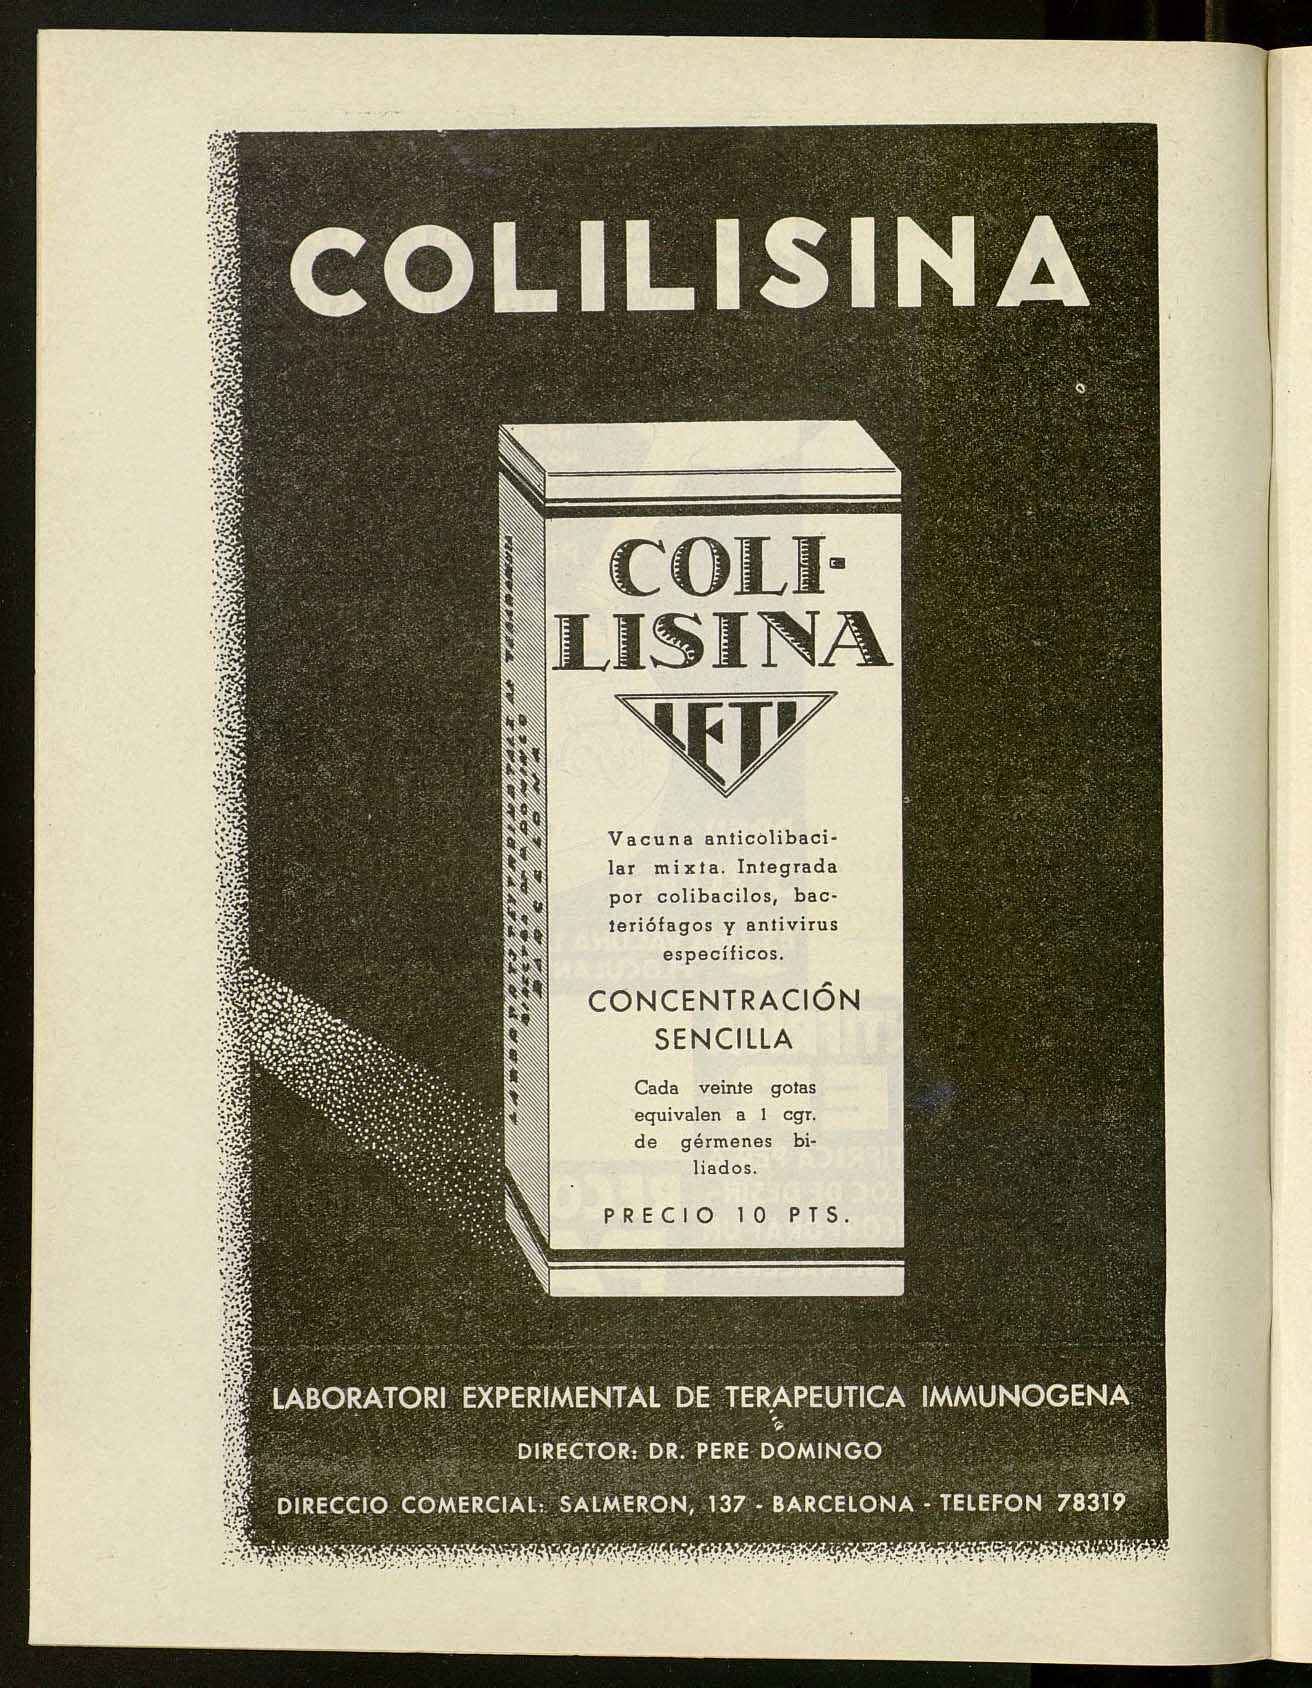 COLILISINA
COLI-
LISINA
LETI
Vacuna anticolibaci-
lar mixta. Integrada
por colibacilos, bac-
teriófagos y antivirus
específicos.
CONCENTRACIÓN
SENCILLA
Cada veinte gotas
equivalen a 1 cgr.
de gérmenes bi-
liados.
PRECIO 10 PTS.
LABORATORI EXPERIMENTAL DE TERAPEUTICA IMMUNOGENA
DIRECTOR: DR. PERE DOMINGO
DIRECCIO COMERCIAL: SALMERON, 137 - BARCELONA - TELEFON 78319